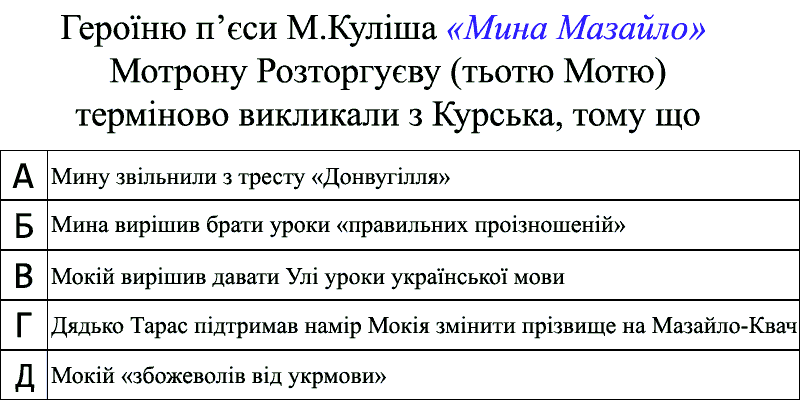 Героїню п’єси М.Куліша «Мина Мазайло»
Мотрону Розторгуєву (тьотю Мотю)
терміново викликали з Курська, тому що
А Мину звільнили з тресту «Донвугілля»
Б Мина вирішив брати уроки «правильних проізношеній»
В Мокій вирішив давати Улі уроки української мови
Г Дядько Тарас підтримав намір Мокія змінити прізвище на Мазайло-Квач
Д Мокій «збожеволів від укрмови»